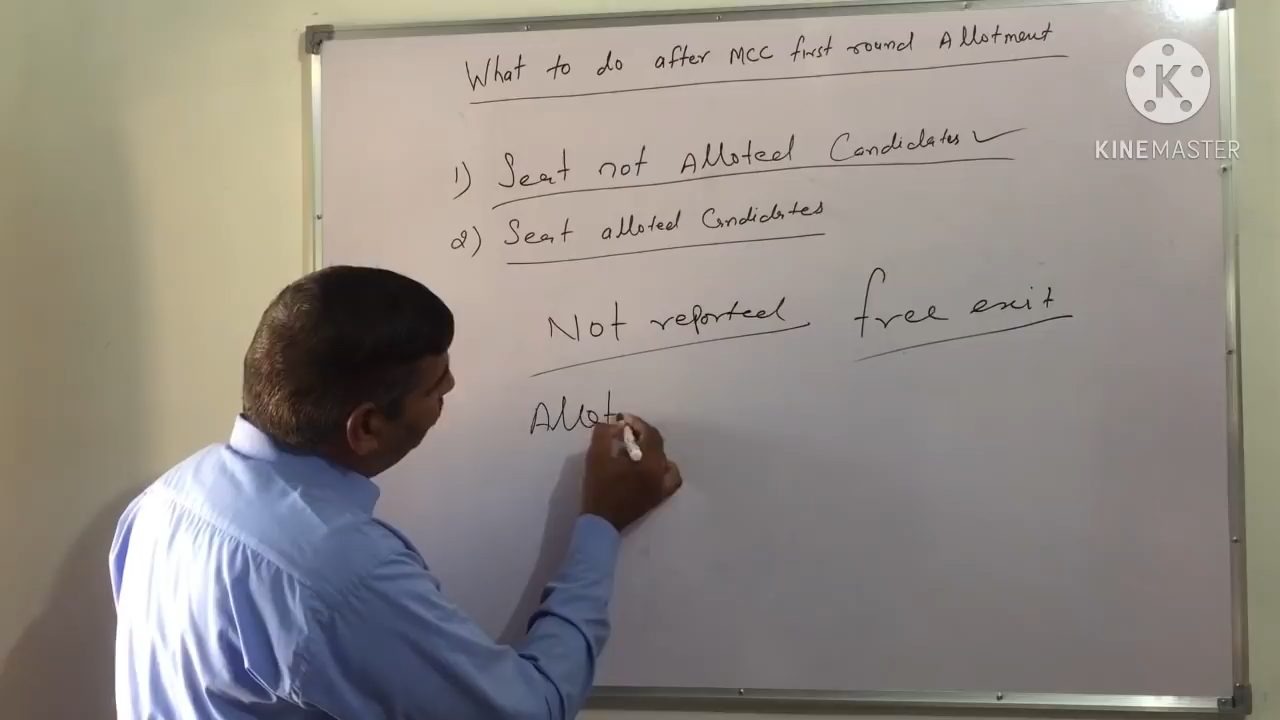 What to do after MCC first round Allotment
1) Seat not Alloted Candidates ✓
2) Seat alloted Candidates
Not reported free exit
Allot
K
KINEMASTER